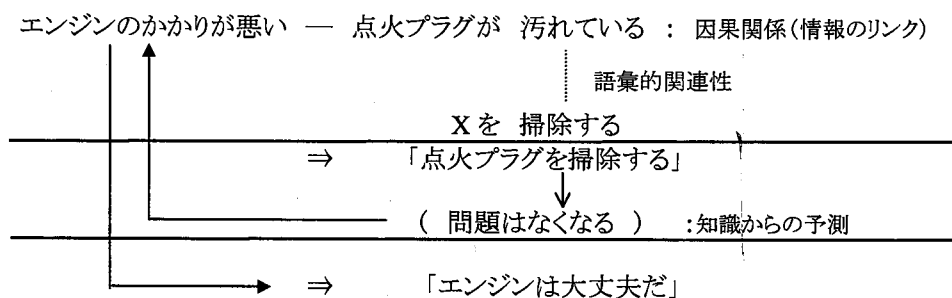 エンジンのかかりが悪い ― 点火プラグが 汚れている : 因果関係(情報のリンク)
語彙的関連性
Xを 掃除する
⇒ 「点火プラグを掃除する」
( 問題はなくなる ) :知識からの予測
⇒ 「エンジンは大丈夫だ」